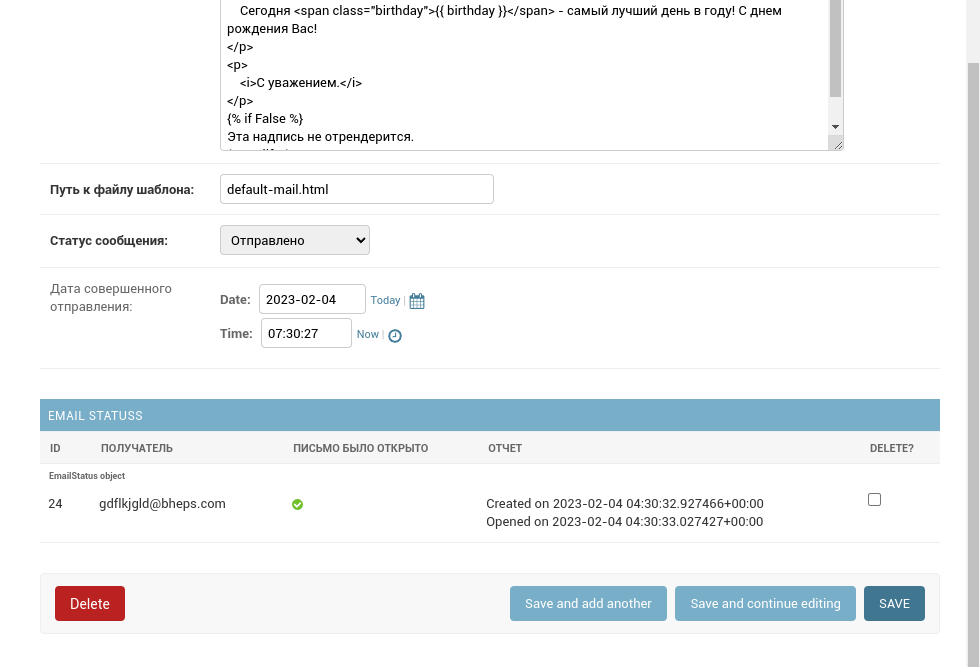 Сегодня <span class="birthday">{{ birthday }}</span> - самый лучший день в году! С днем
рождения Вас!
</p>
<p>
<i>С уважением.</i>
</p>
{% if False %}
Эта надпись не отрендерится.
Путь к файлу шаблона:
default-mail.html
Статус сообщения:
Отправлено
Дата совершенного
отправления:
Date: 2023-02-04 Today |
Time: 07:30:27 Now |
EMAIL STATUSS
ID ПОЛУЧАТЕЛЬ ПИСЬМО БЫЛО ОТКРЫТО ОТЧЕТ DELETE?
EmailStatus object
24 gdflkjgld@bheps.com Created on 2023-02-04 04:30:32.927466+00:00
Opened on 2023-02-04 04:30:33.027427+00:00
Delete Save and add another Save and continue editing SAVE